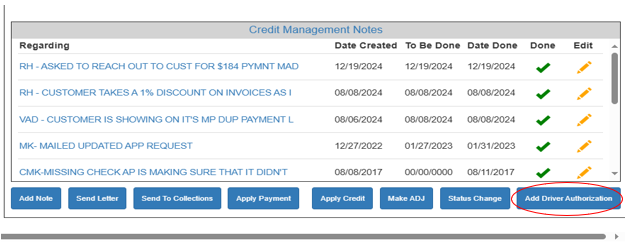 Credit Management Notes
Regarding Date Created To Be Done Date Done Done Edit
RH - ASKED TO REACH OUT TO CUST FOR $184 PYMNT MAD 12/19/2024 12/19/2024 12/19/2024
RH - CUSTOMER TAKES A 1% DISCOUNT ON INVOICES AS I 08/08/2024 08/08/2024 08/08/2024
VAD - CUSTOMER IS SHOWING ON IT'S MP DUP PAYMENT L 08/06/2024 08/08/2024 08/08/2024
MK- MAILED UPDATED APP REQUEST 12/27/2022 01/27/2023 01/31/2023
CMK-MISSING CHECK AP IS MAKING SURE THAT IT DIDN'T 08/08/2017 00/00/0000 08/11/2017
Add Note Send Letter Send To Collections Apply Payment Apply Credit Make ADJ Status Change Add Driver Authorization